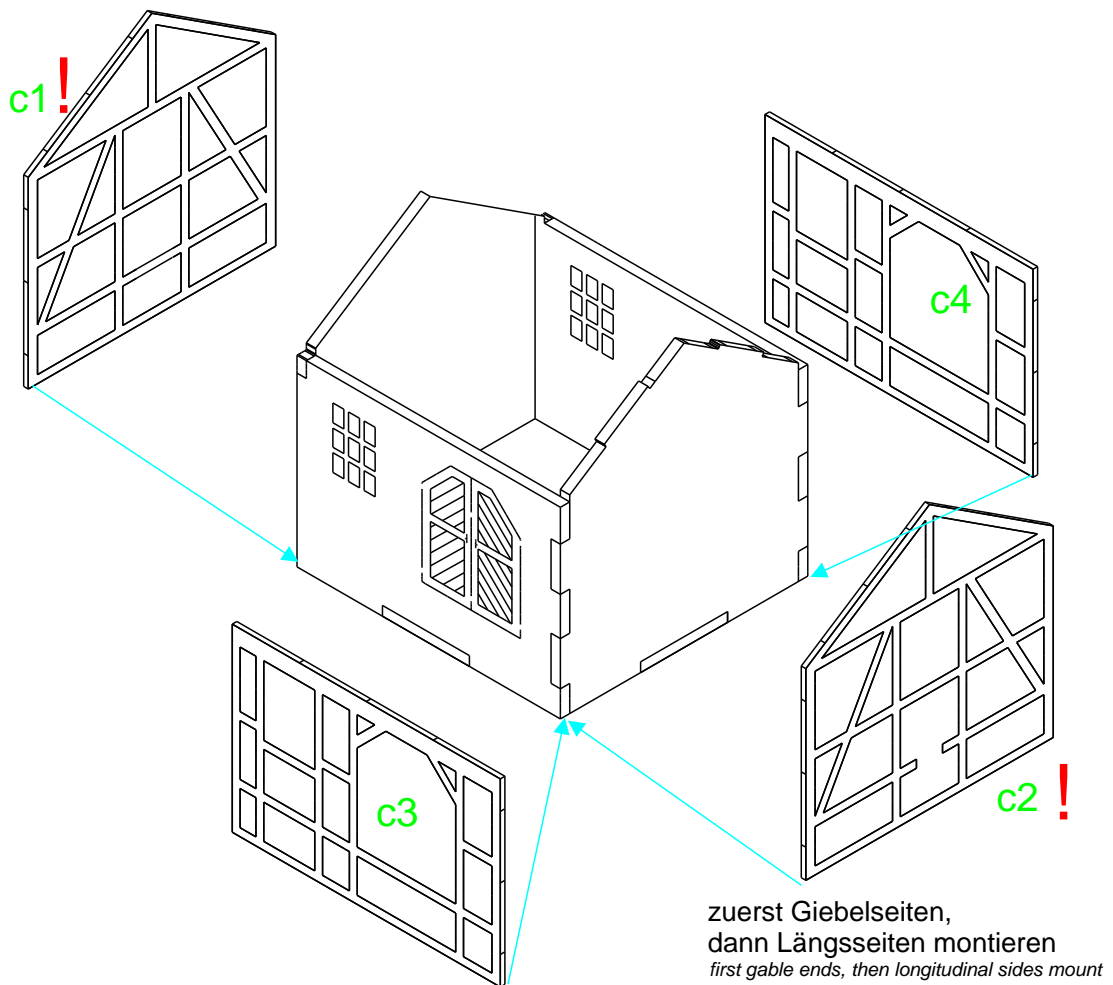 c1 !
c4
c3
c2 !
zuerst Giebelseiten,
dann Längsseiten montieren
first gable ends, then longitudinal sides mount